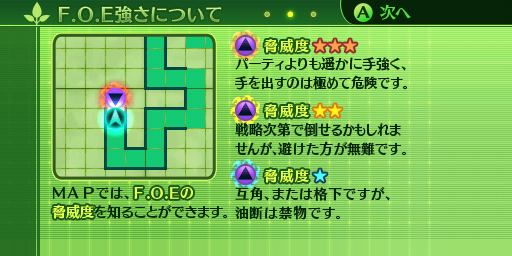 F.O.E強さについて
A 次へ
脅威度★★★
パーティよりも遥かに手強く、
手を出すのは極めて危険です。
脅威度★★
戦略次第で倒せるかもしれま
せんが、避けた方が無難です。
脅威度★
互角、または格下ですが、
油断は禁物です。
MAPでは、F.O.Eの
脅威度を知ることができます。